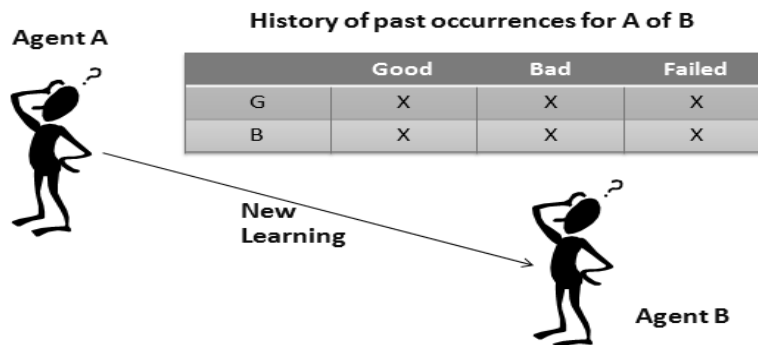 History of past occurrences for A of B
Agent A
?
Good Bad Failed
G X X X
B X X X
?
New
Learning
Agent B